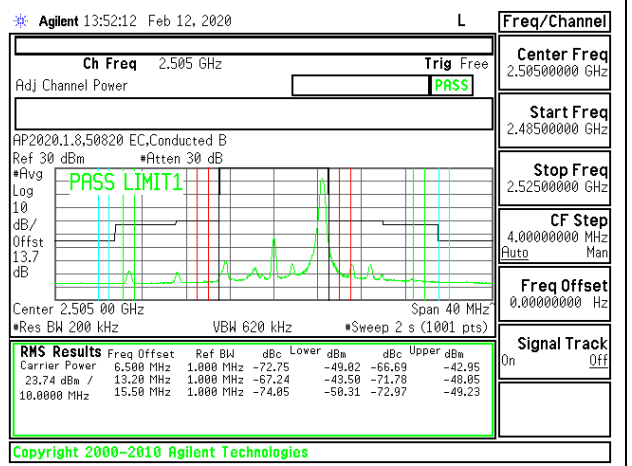 Agilent 13:52:12 Feb 12, 2020 L
Freq/Channel
Ch Freq 2.505 GHz Trig Free
Adj Channel Power PASS
AP2020.1.8,50820 EC,Conducted B
Ref 30 dBm #Atten 30 dB
#Avg
Log
10
dB/
Offst
13.7
dB
PASS LIMIT1
Center 2.505 00 GHz Span 40 MHz
#Res BW 200 kHz VBW 620 kHz #Sweep 2 s (1001 pts)
RMS Results Freq Offset Ref BW dBc Lower dBm dBc Upper dBm
Carrier Power 6.500 MHz 1.000 MHz -72.75 -49.02 -66.69 -42.95
23.74 dBm / 13.20 MHz 1.000 MHz -67.24 -43.50 -71.78 -48.05
10.0000 MHz 15.50 MHz 1.000 MHz -74.05 -50.31 -72.97 -49.23
Center Freq
2.50500000 GHz
Start Freq
2.48500000 GHz
Stop Freq
2.52500000 GHz
CF Step
4.00000000 MHz
Auto Man
Freq Offset
0.00000000 Hz
Signal Track
On Off
Copyright 2000-2010 Agilent Technologies